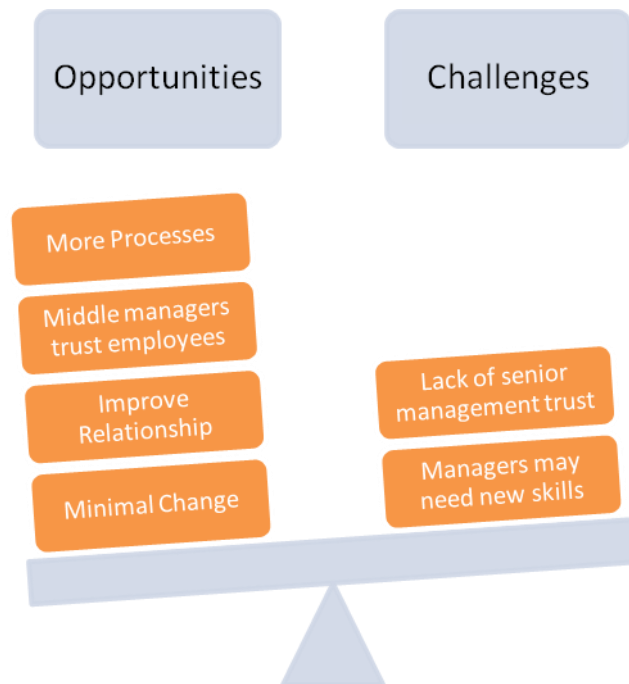 Opportunities
Challenges
More Processes
Middle managers
trust employees
Improve
Relationship
Minimal Change
Lack of senior
management trust
Managers may
need new skills